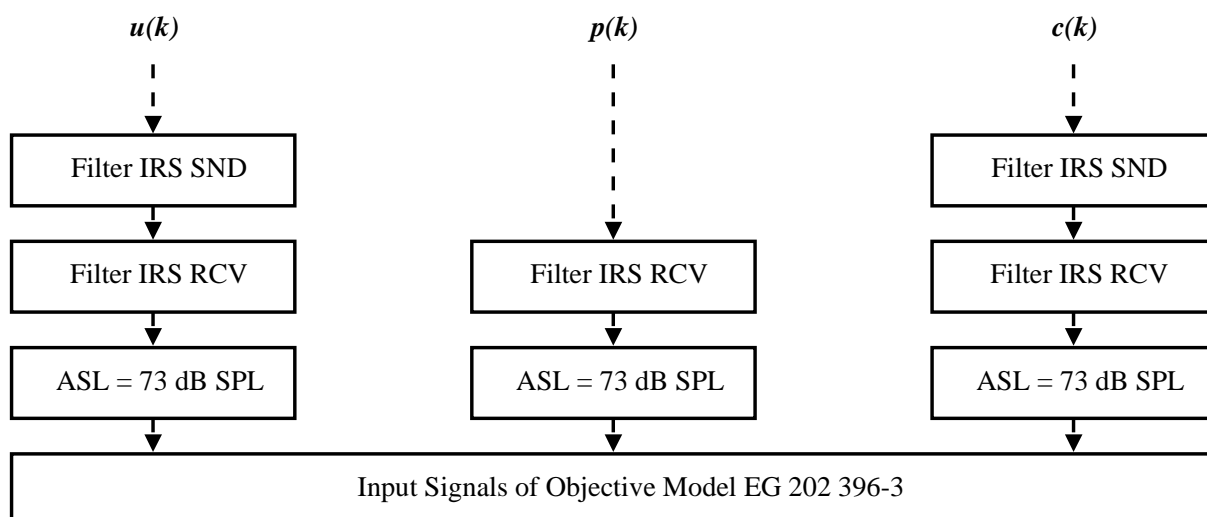 u(k) p(k) c(k)
Filter IRS SND Filter IRS SND
Filter IRS RCV Filter IRS RCV Filter IRS RCV
ASL = 73 dB SPL ASL = 73 dB SPL ASL = 73 dB SPL
Input Signals of Objective Model EG 202 396-3